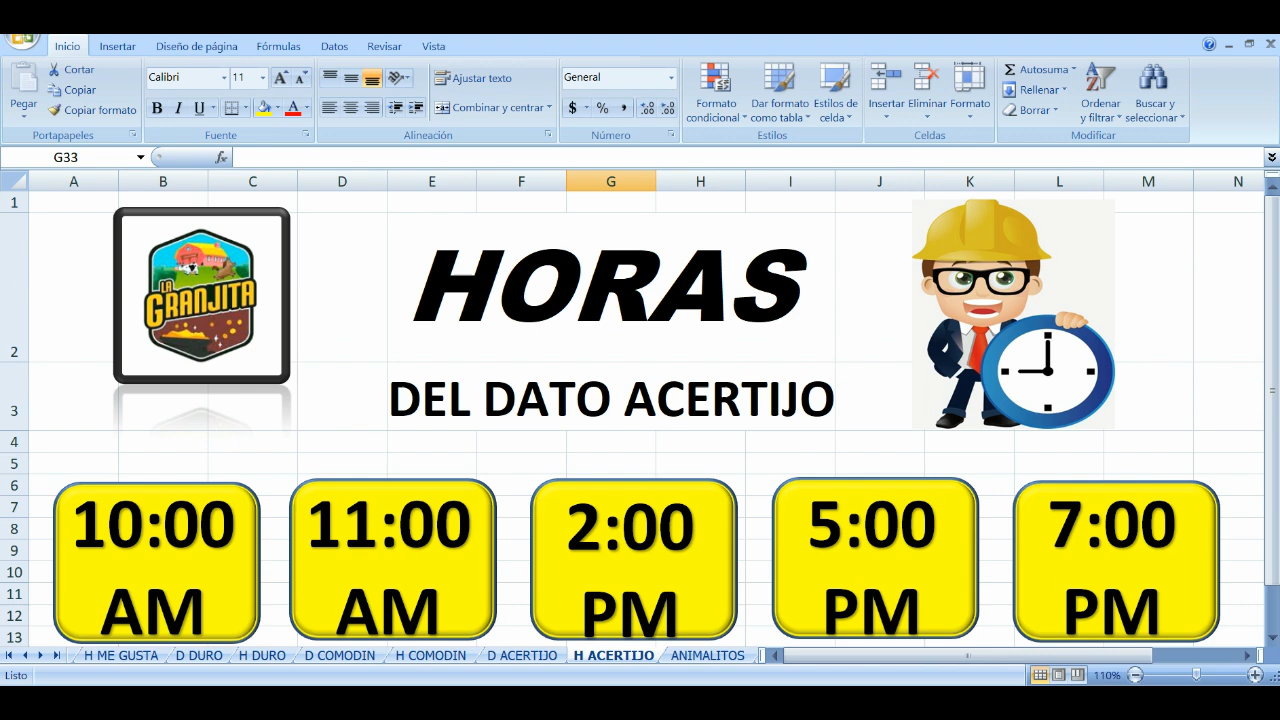 Inicio Insertar Diseño de página Fórmulas Datos Revisar Vista
Cortar
Copiar
Copiar formato
Pegar
Portapapeles
Calibri 11
N K S A
Fuente
Ajustar texto
Combinar y centrar
Alineación
General
$ % ,
Número
Formato condicional
Dar formato como tabla
Estilos de celda
Estilos
Insertar Eliminar Formato
Celdas
Σ Autosuma
Rellenar
Borrar
Ordenar y filtrar
Buscar y seleccionar
Modificar
G33 fx
A B C D E F G H I J K L M N
1
2
3
4
5
6
7
8
9
10
11
12
13
LA
GRANJITA
HORAS
DEL DATO ACERTIJO
10:00 AM
11:00 AM
2:00 PM
5:00 PM
7:00 PM
H ME GUSTA D DURO H DURO D COMODIN H COMODIN D ACERTIJO H ACERTIJO ANIMALITOS
Listo 110%